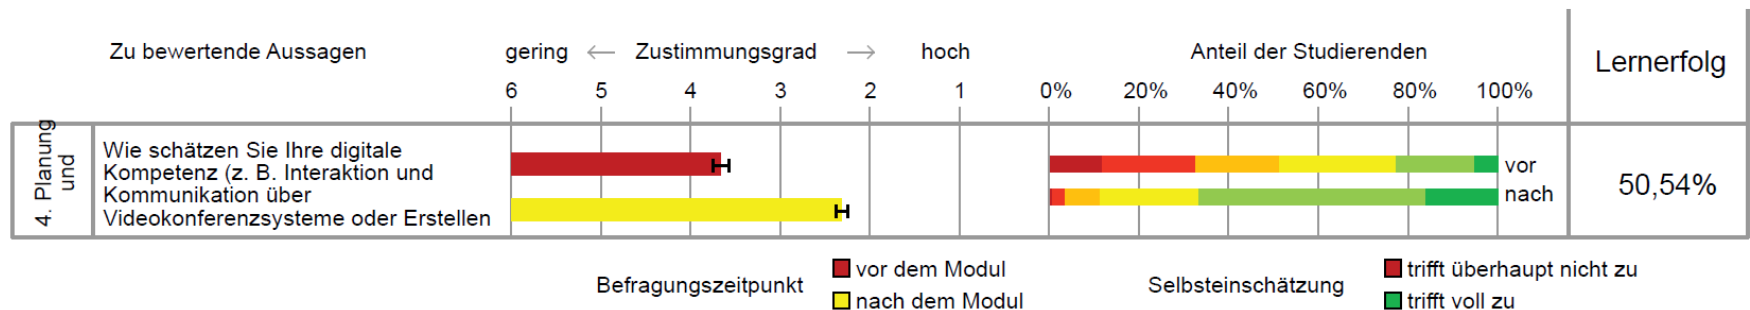 Zu bewertende Aussagen
gering ← Zustimmungsgrad → hoch
Anteil der Studierenden
Lernerfolg
6 5 4 3 2 1
0% 20% 40% 60% 80% 100%
4. Planung
und
Wie schätzen Sie Ihre digitale
Kompetenz (z. B. Interaktion und
Kommunikation über
Videokonferenzsysteme oder Erstellen
vor
nach
50,54%
Befragungszeitpunkt
vor dem Modul
nach dem Modul
Selbsteinschätzung
trifft überhaupt nicht zu
trifft voll zu